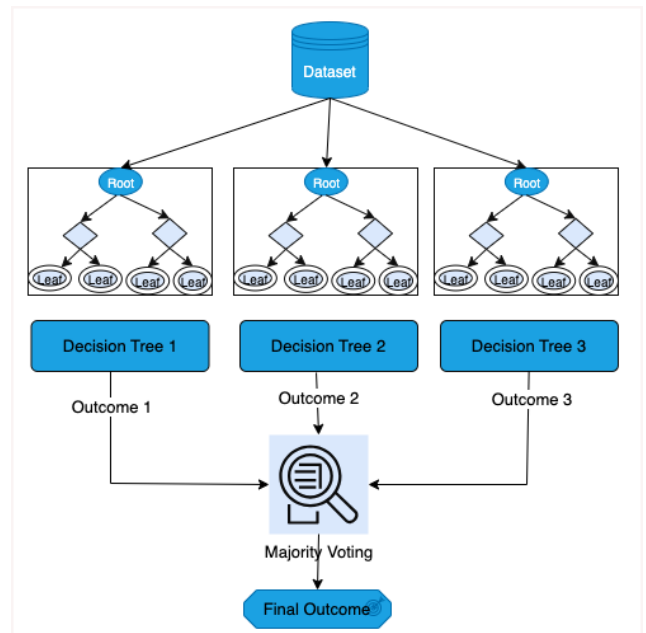 Dataset
Root Root Root
Leaf Leaf Leaf Leaf Leaf Leaf Leaf Leaf Leaf Leaf Leaf Leaf
Decision Tree 1 Decision Tree 2 Decision Tree 3
Outcome 1 Outcome 2 Outcome 3
Majority Voting
Final Outcome